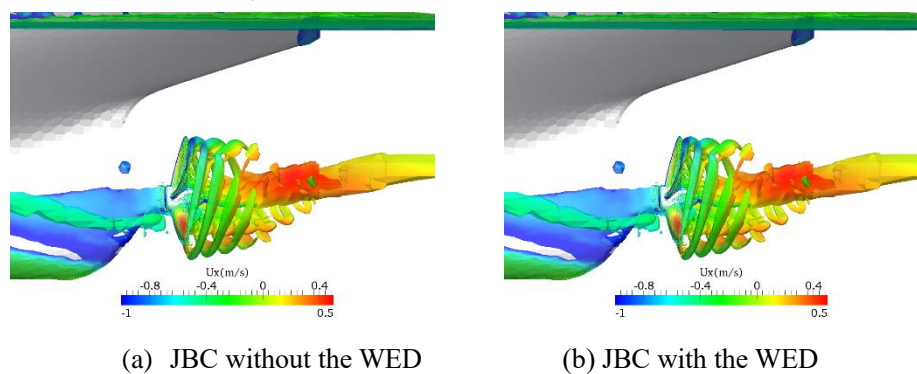 Ux(m/s)
-0.8 -0.4 0 0.4
-1 0.5
Ux(m/s)
-0.8 -0.4 0 0.4
-1 0.5
(a) JBC without the WED
(b) JBC with the WED